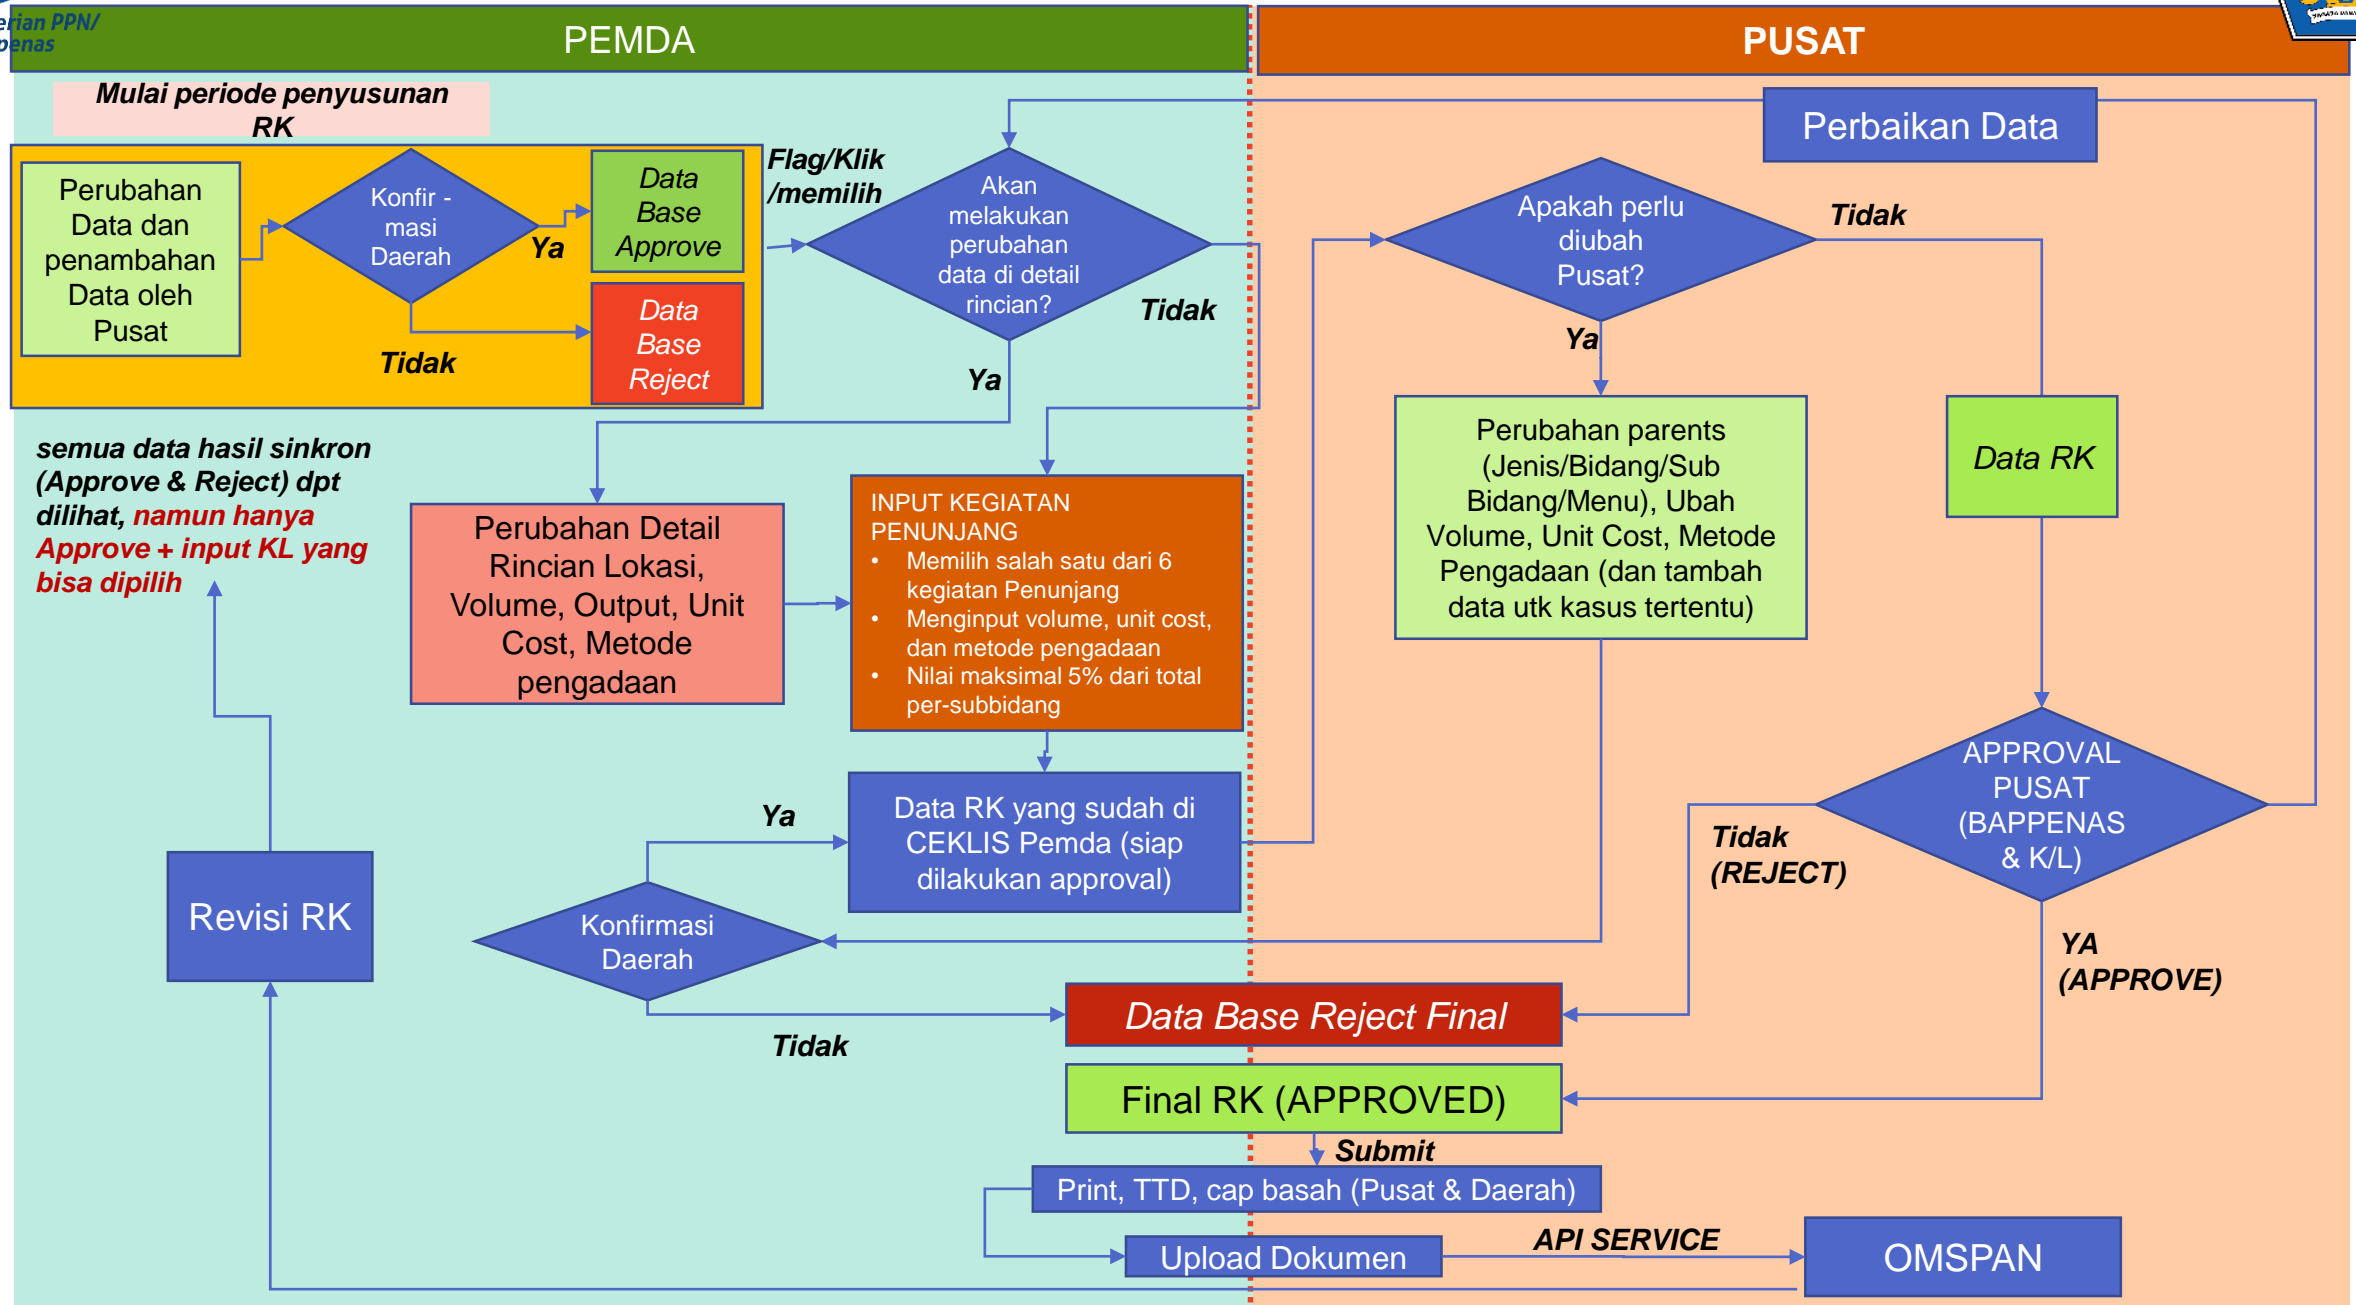 erian PPN/
penas
PEMDA
PUSAT
Mulai periode penyusunan
RK
Perubahan
Data dan
penambahan
Data oleh
Pusat
Konfir -
masi
Daerah
Ya
Tidak
Data
Base
Approve
Data
Base
Reject
Flag/Klik
/memilih
Akan
melakukan
perubahan
data di detail
rincian?
Tidak
Ya
Perbaikan Data
Apakah perlu
diubah
Pusat?
Tidak
Ya
semua data hasil sinkron
(Approve & Reject) dpt
dilihat, namun hanya
Approve + input KL yang
bisa dipilih
Perubahan Detail
Rincian Lokasi,
Volume, Output, Unit
Cost, Metode
pengadaan
INPUT KEGIATAN
PENUNJANG
• Memilih salah satu dari 6
kegiatan Penunjang
• Menginput volume, unit cost,
dan metode pengadaan
• Nilai maksimal 5% dari total
per-subbidang
Perubahan parents
(Jenis/Bidang/Sub
Bidang/Menu), Ubah
Volume, Unit Cost, Metode
Pengadaan (dan tambah
data utk kasus tertentu)
Data RK
APPROVAL
PUSAT
(BAPPENAS
& K/L)
Tidak
(REJECT)
YA
(APPROVE)
Ya
Data RK yang sudah di
CEKLIS Pemda (siap
dilakukan approval)
Revisi RK
Konfirmasi
Daerah
Tidak
Data Base Reject Final
Final RK (APPROVED)
Submit
Print, TTD, cap basah (Pusat & Daerah)
Upload Dokumen
API SERVICE
OMSPAN